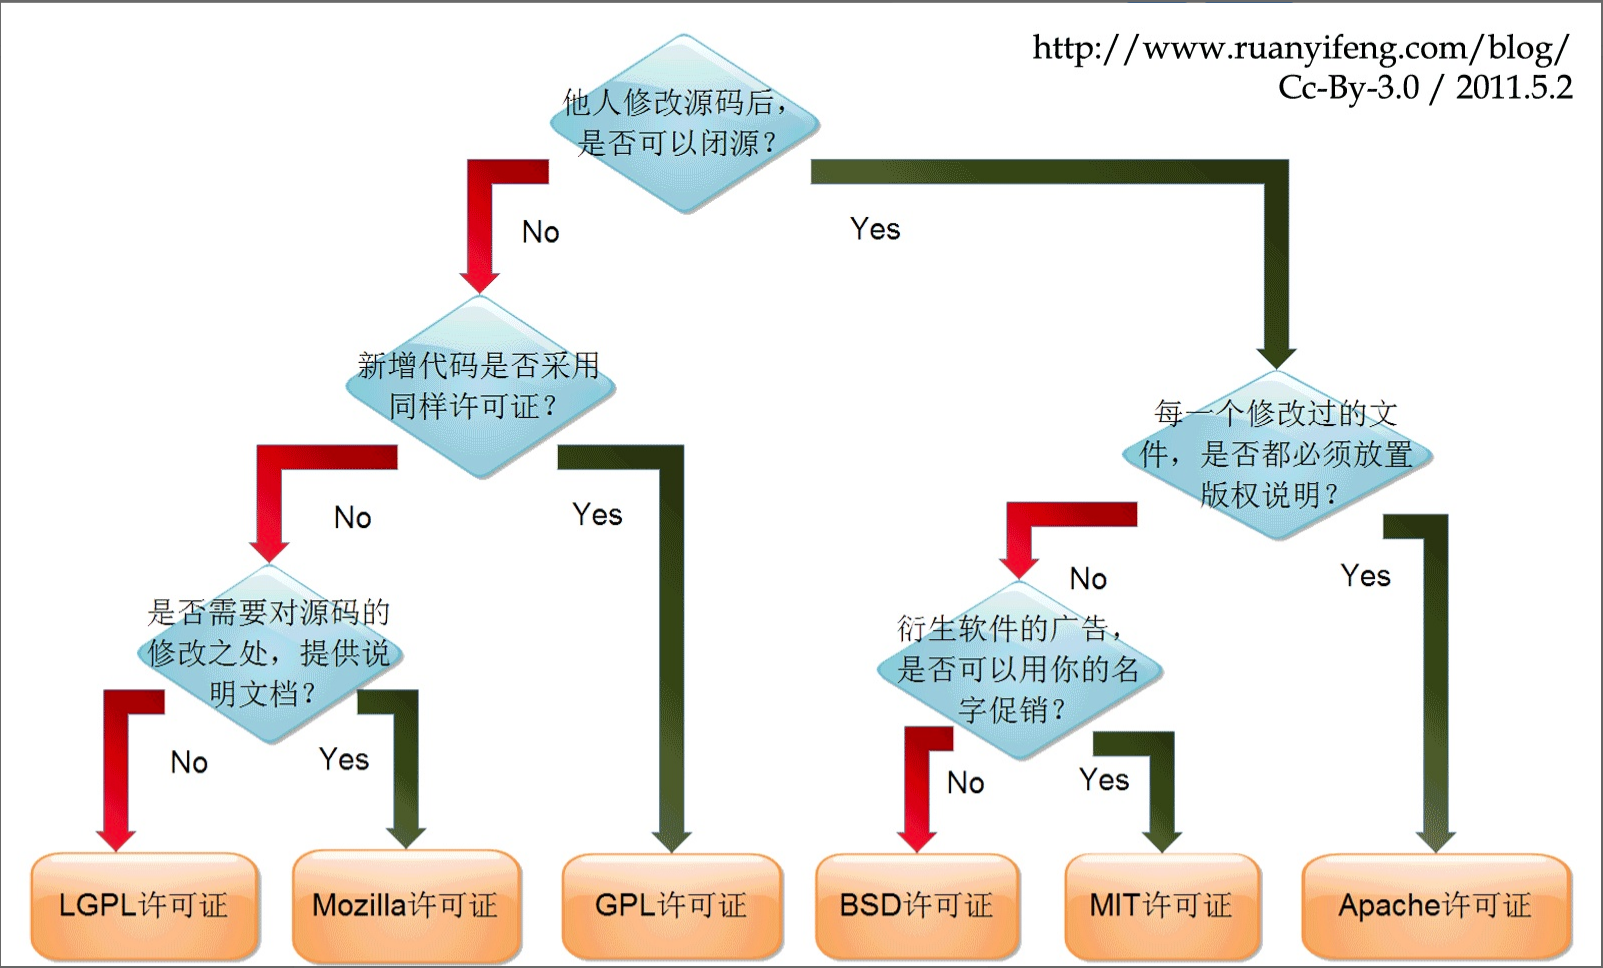 http://www.ruanyifeng.com/blog/
Cc-By-3.0 / 2011.5.2
他人修改源码后，
是否可以闭源？
No
Yes
新增代码是否采用
同样许可证？
No
Yes
每一个修改过的文
件，是否都必须放置
版权说明？
No
Yes
是否需要对源码的
修改之处，提供说
明文档？
No
Yes
衍生软件的广告，
是否可以用你的名
字促销？
No
Yes
LGPL许可证
Mozilla许可证
GPL许可证
BSD许可证
MIT许可证
Apache许可证